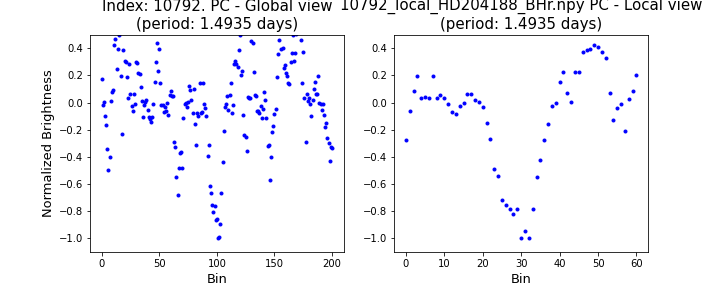 Index: 10792. PC - Global view
(period: 1.4935 days)
10792_local_HD204188_BHr.npy PC - Local view
(period: 1.4935 days)
Normalized Brightness
0.4
0.2
0.0
−0.2
−0.4
−0.6
−0.8
−1.0
0 50 100 150 200
Bin
0.4
0.2
0.0
−0.2
−0.4
−0.6
−0.8
−1.0
0 10 20 30 40 50 60
Bin